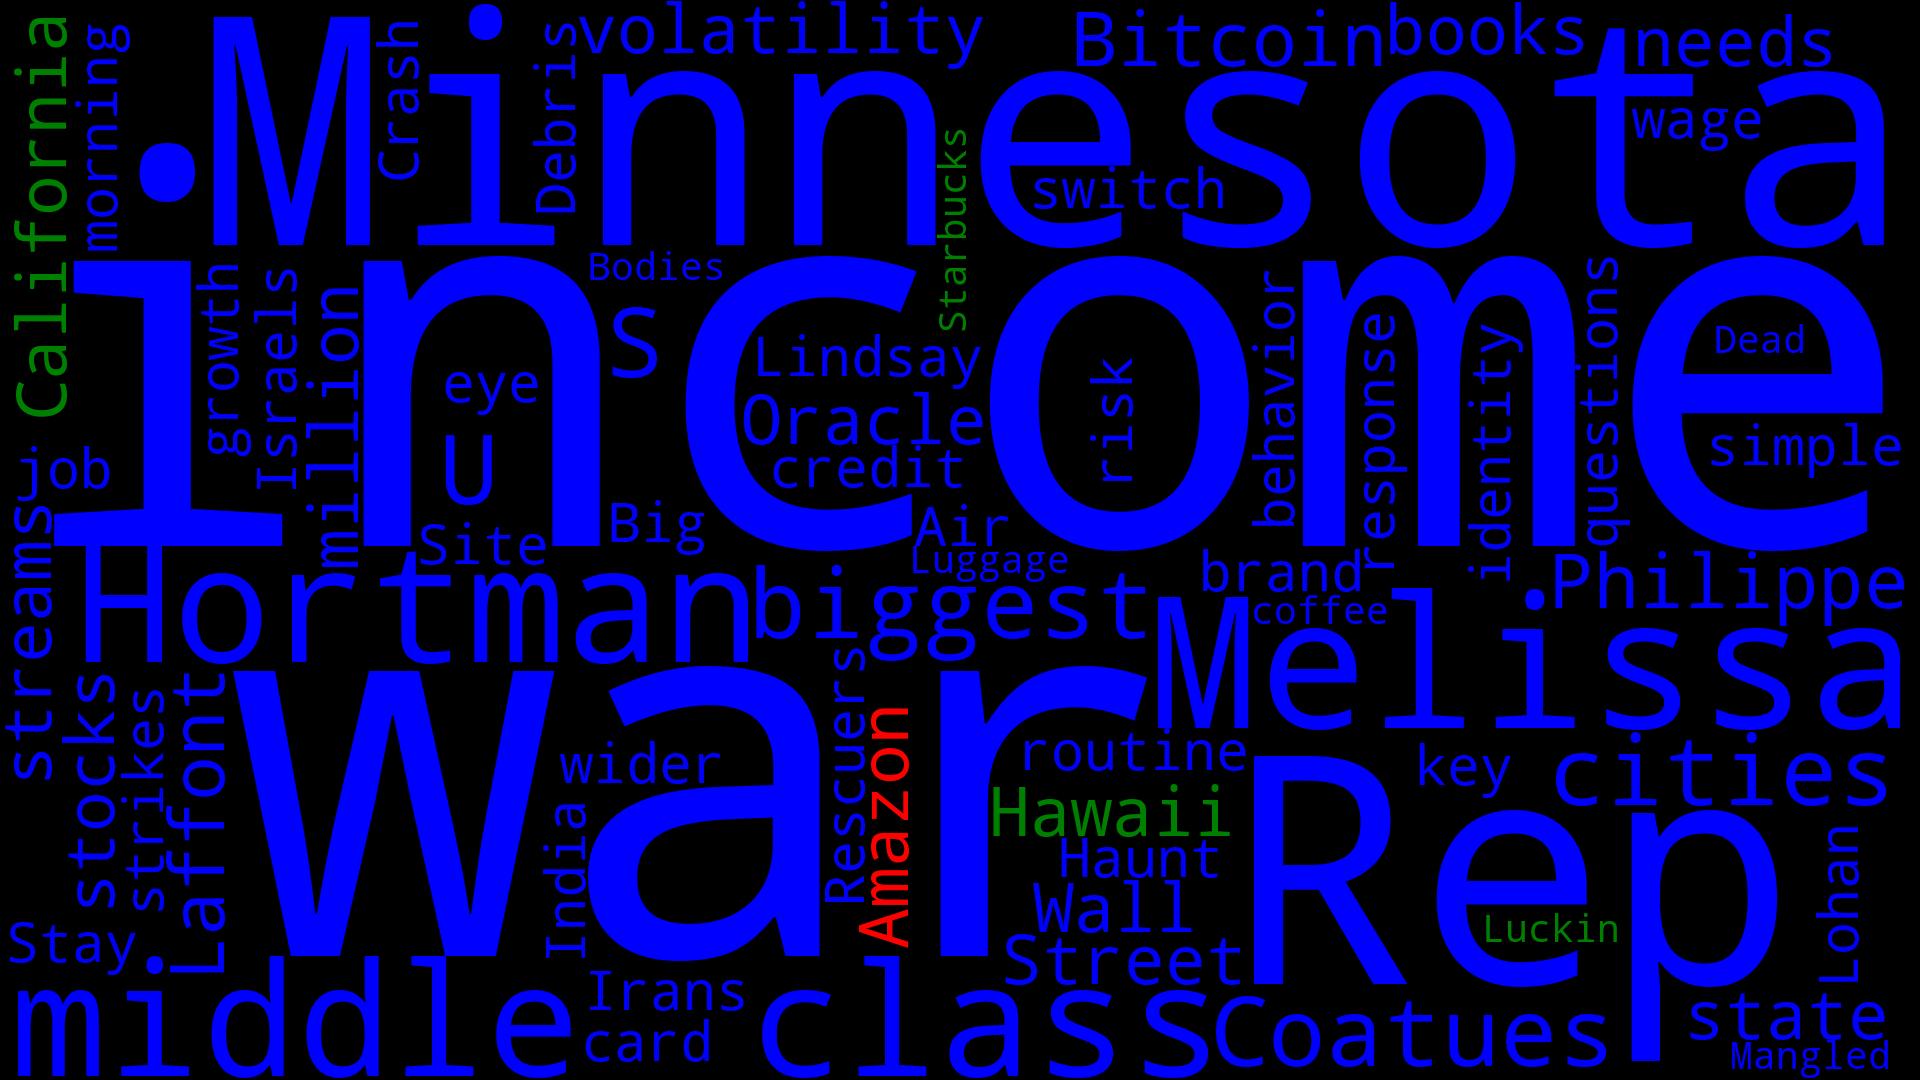 California
morning
Minnesota
Crash
Debris
volatility
Bitcoin
books
needs
wage
switch
Starbucks
income
growth
Israels
million
Bodies
S
eye
U
Lindsay
Oracle
credit
risk
behavior
response
identity
questions
Dead
simple
job
streams
Site
Big
Air
Luggage
Hortman
biggest
brand
coffee
Philippe
Melissa
war
stocks
strikes
Laffont
wider
India
Rescuers
Amazon
routine
Hawaii
Haunt
Wall
Street
Rep
key
cities
Luckin
Lohan
Stay
middle class
Irans
card
Coatues
state
Mangled